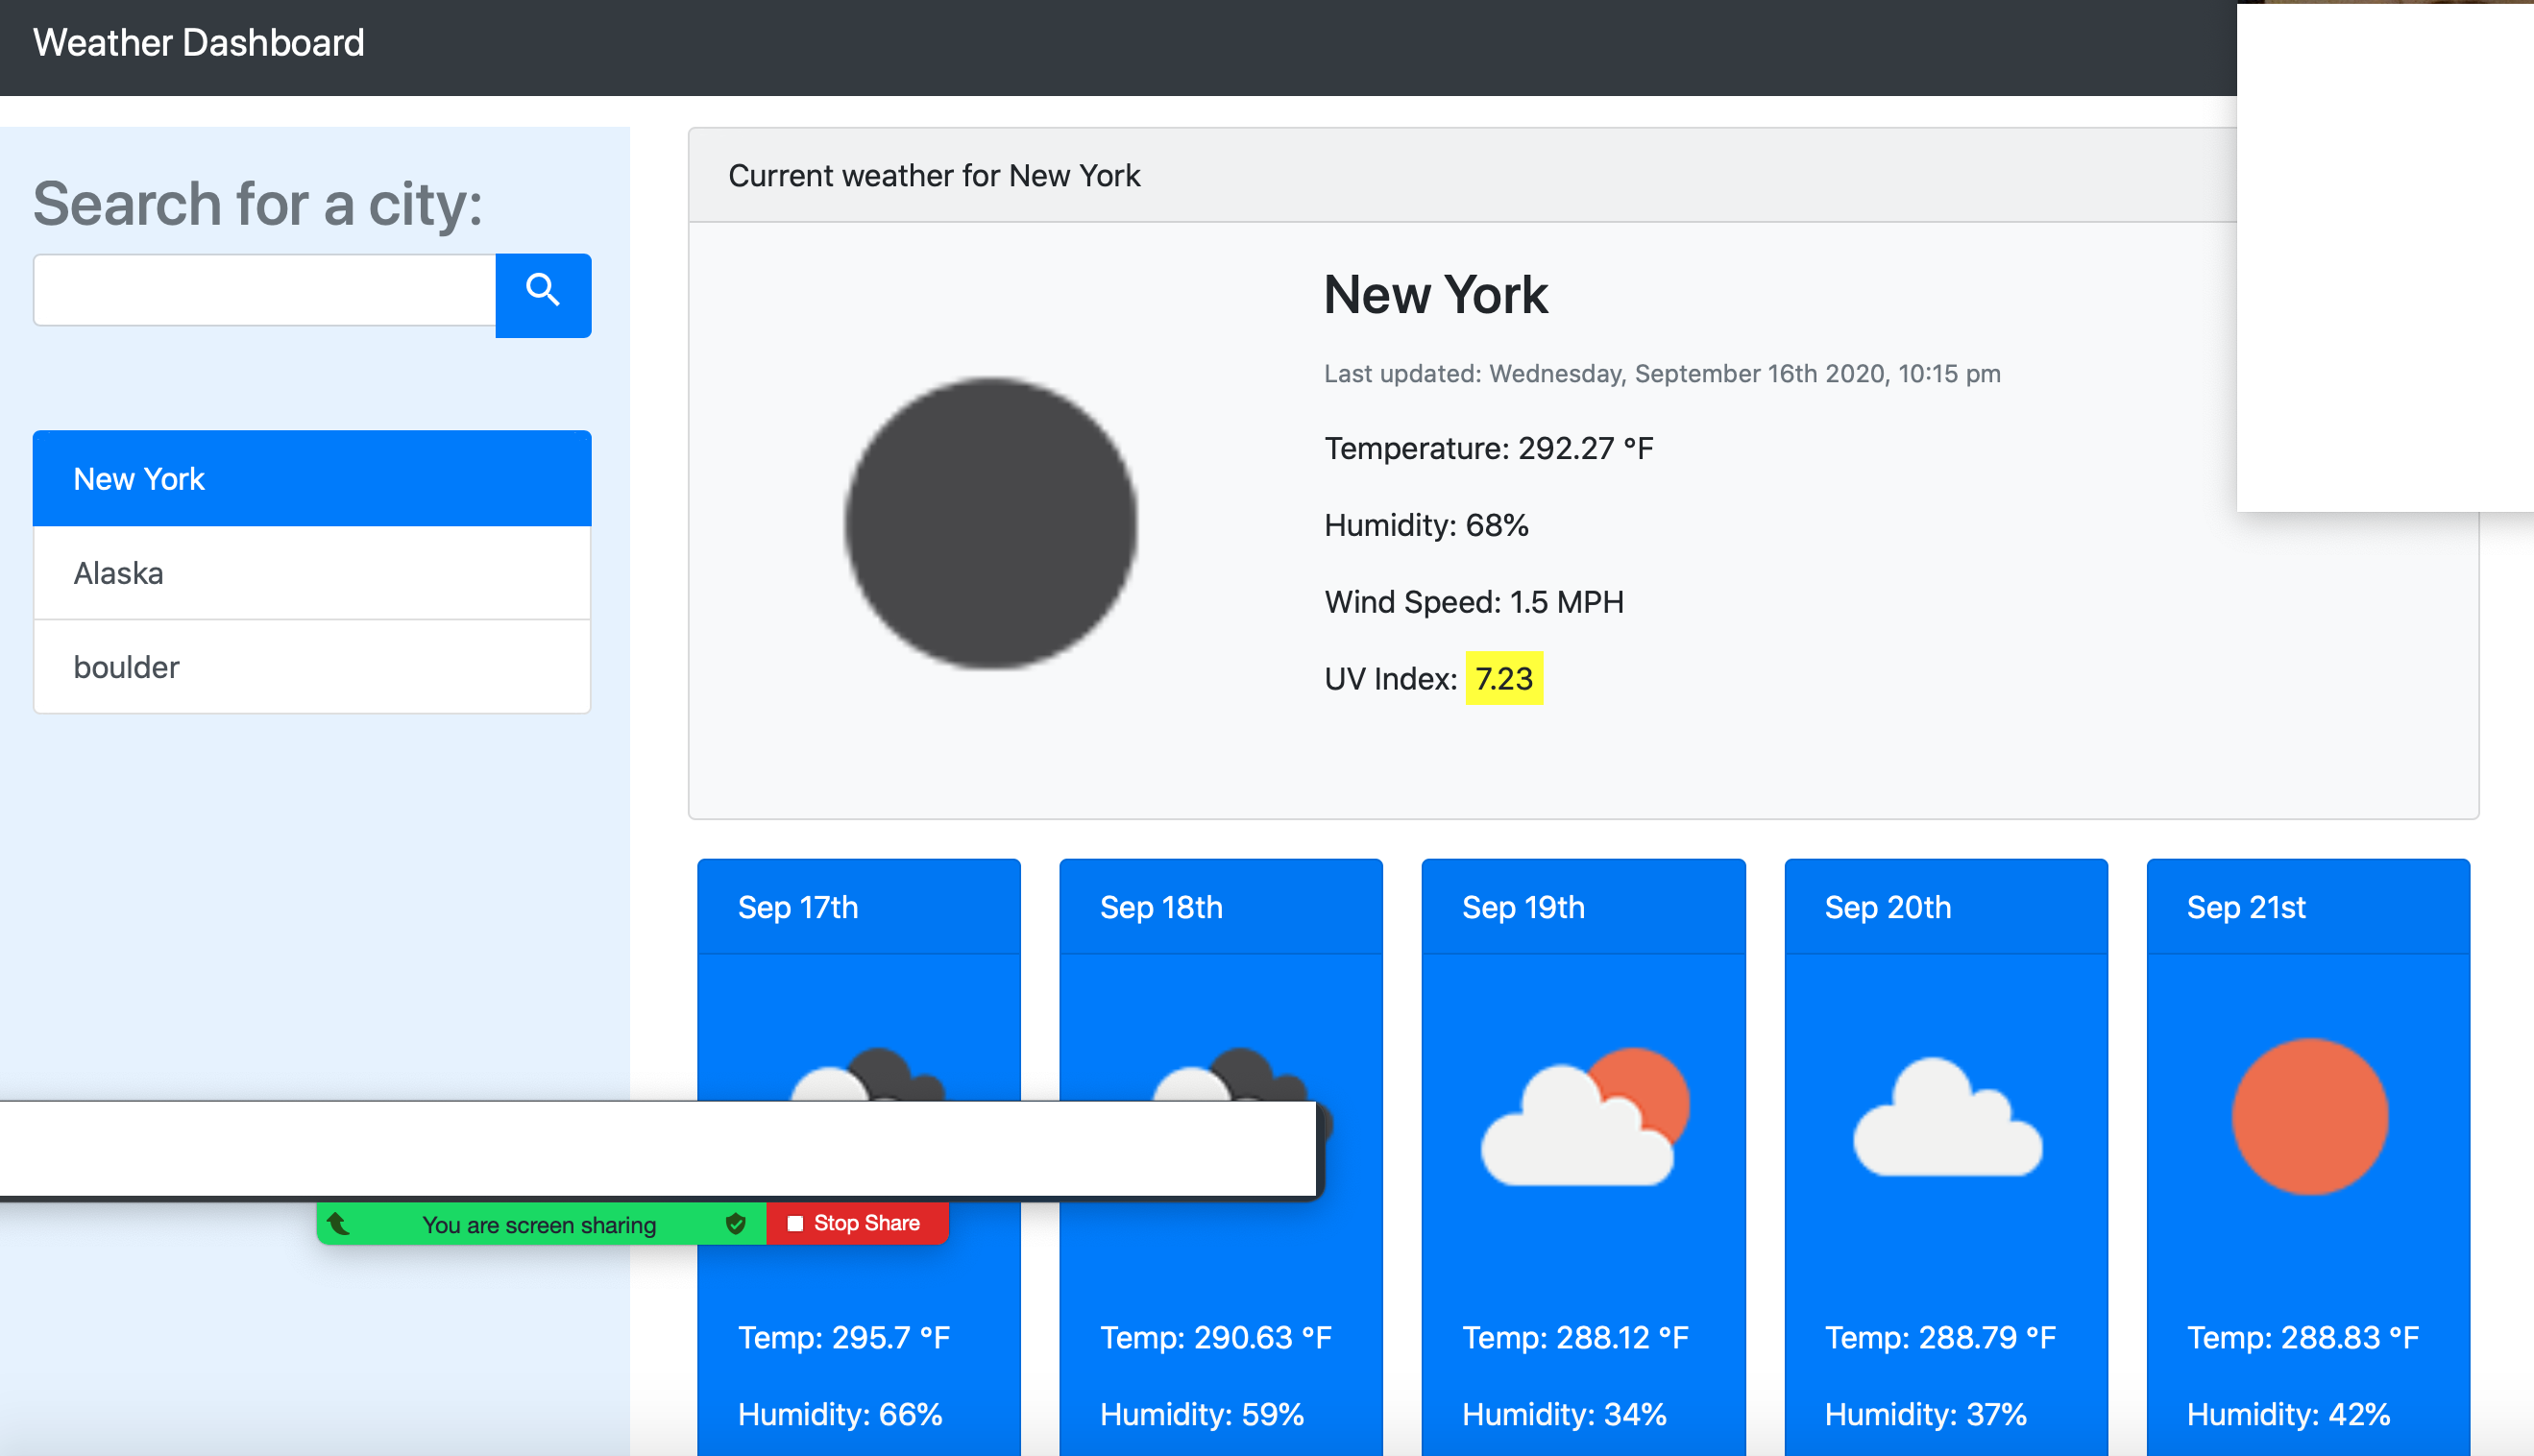 Weather Dashboard
Search for a city:
New York
Alaska
boulder
Current weather for New York
New York
Last updated: Wednesday, September 16th 2020, 10:15 pm
Temperature: 292.27 °F
Humidity: 68%
Wind Speed: 1.5 MPH
UV Index: 7.23
Sep 17th
Temp: 295.7 °F
Humidity: 66%
Sep 18th
Temp: 290.63 °F
Humidity: 59%
Sep 19th
Temp: 288.12 °F
Humidity: 34%
Sep 20th
Temp: 288.79 °F
Humidity: 37%
Sep 21st
Temp: 288.83 °F
Humidity: 42%
You are screen sharing
Stop Share